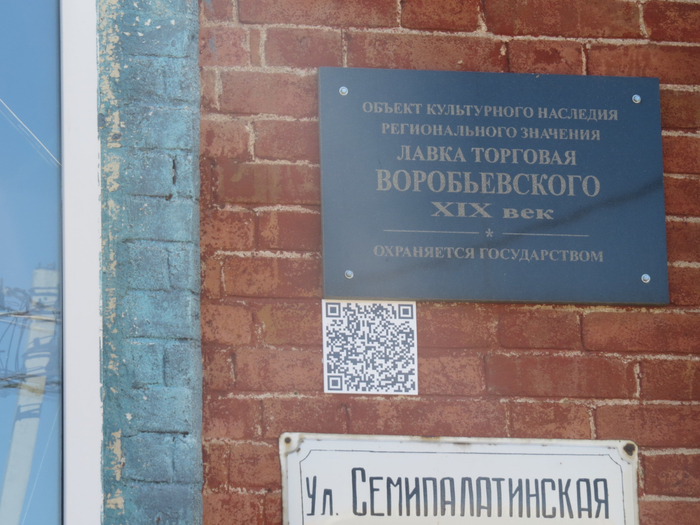 ОБЪЕКТ КУЛЬТУРНОГО НАСЛЕДИЯ
РЕГИОНАЛЬНОГО ЗНАЧЕНИЯ
ЛАВКА ТОРГОВАЯ
ВОРОБЬЕВСКОГО
XIX век
*
ОХРАНЯЕТСЯ ГОСУДАРСТВОМ
Ул. СЕМИПАЛАТИНСКАЯ